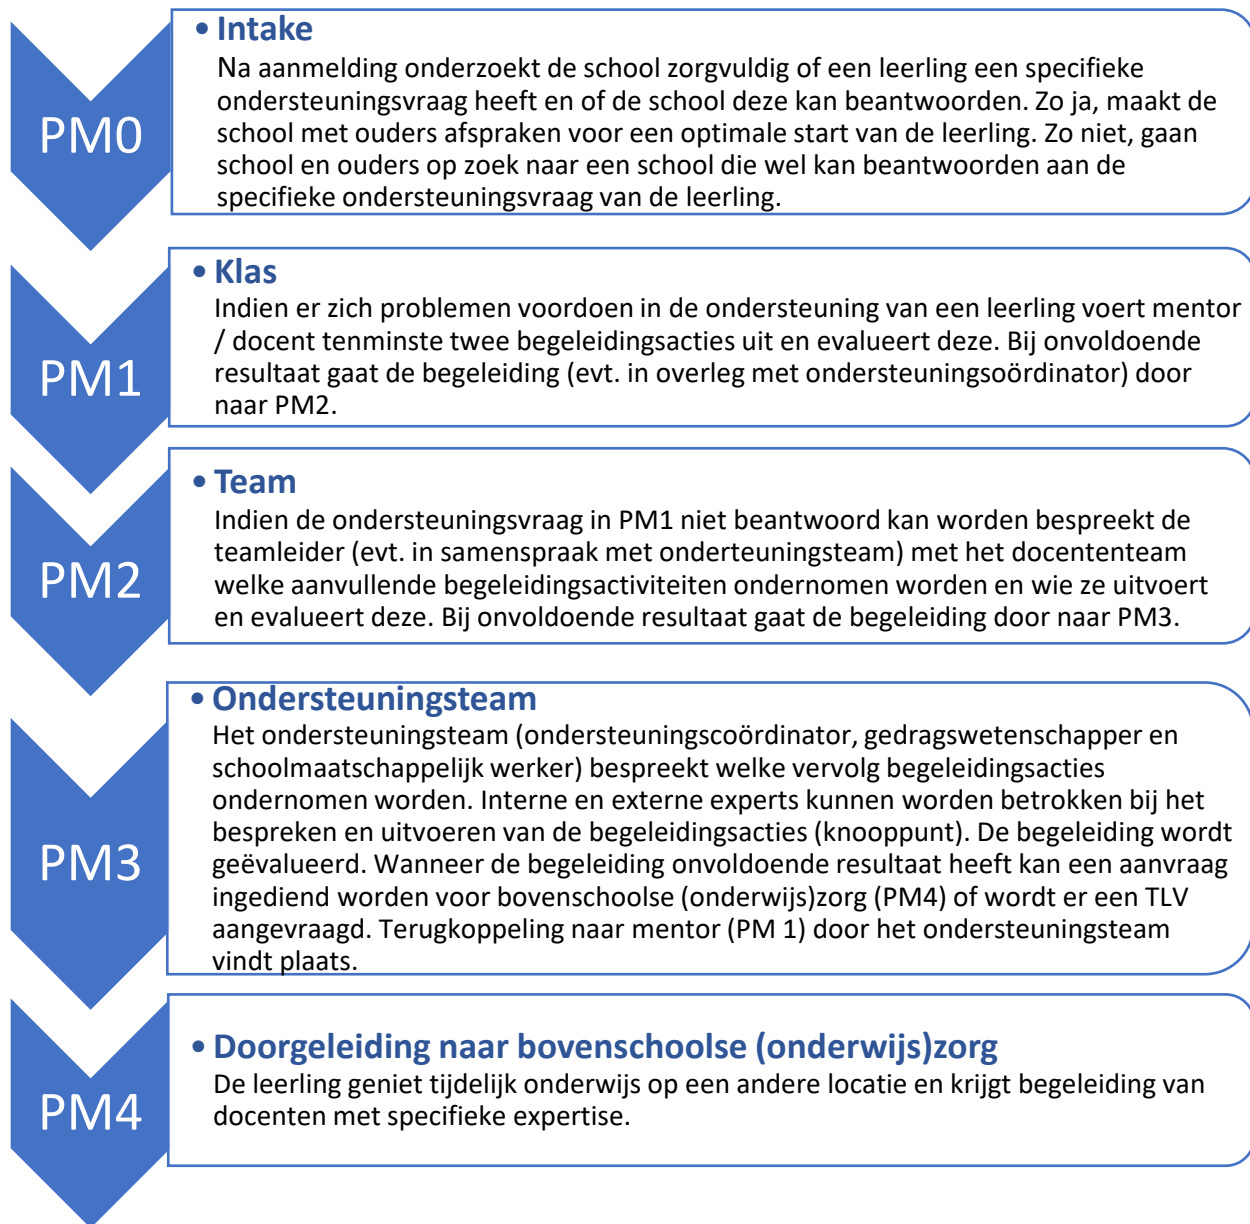 PM0
• Intake
Na aanmelding onderzoekt de school zorgvuldig of een leerling een specifieke
ondersteuningsvraag heeft en of de school deze kan beantwoorden. Zo ja, maakt de
school met ouders afspraken voor een optimale start van de leerling. Zo niet, gaan
school en ouders op zoek naar een school die wel kan beantwoorden aan de
specifieke ondersteuningsvraag van de leerling.
PM1
• Klas
Indien er zich problemen voordoen in de ondersteuning van een leerling voert mentor
/ docent tenminste twee begeleidingsacties uit en evalueert deze. Bij onvoldoende
resultaat gaat de begeleiding (evt. in overleg met ondersteuningsoördinator) door
naar PM2.
PM2
• Team
Indien de ondersteuningsvraag in PM1 niet beantwoord kan worden bespreekt de
teamleider (evt. in samenspraak met onderteuningsteam) met het docententeam
welke aanvullende begeleidingsactiviteiten ondernomen worden en wie ze uitvoert
en evalueert deze. Bij onvoldoende resultaat gaat de begeleiding door naar PM3.
PM3
• Ondersteuningsteam
Het ondersteuningsteam (ondersteuningscoördinator, gedragswetenschapper en
schoolmaatschappelijk werker) bespreekt welke vervolg begeleidingsacties
ondernomen worden. Interne en externe experts kunnen worden betrokken bij het
bespreken en uitvoeren van de begeleidingsacties (knooppunt). De begeleiding wordt
geëvalueerd. Wanneer de begeleiding onvoldoende resultaat heeft kan een aanvraag
ingediend worden voor bovenschoolse (onderwijs)zorg (PM4) of wordt er een TLV
aangevraagd. Terugkoppeling naar mentor (PM 1) door het ondersteuningsteam
vindt plaats.
PM4
• Doorgeleiding naar bovenschoolse (onderwijs)zorg
De leerling geniet tijdelijk onderwijs op een andere locatie en krijgt begeleiding van
docenten met specifieke expertise.